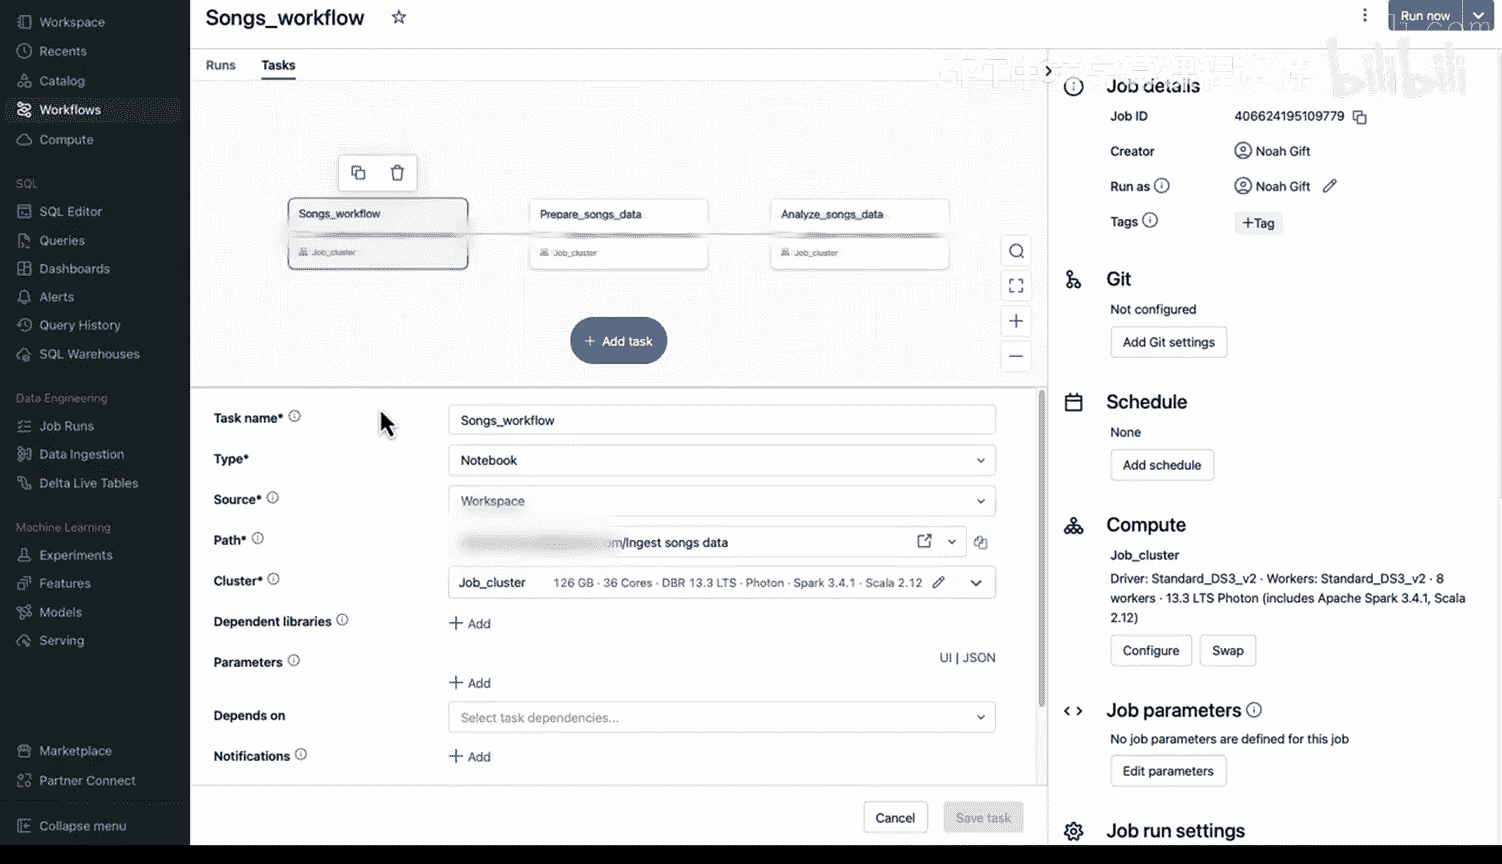 Workspace
Recents
Catalog
Workflows
Compute
SQL
SQL Editor
Queries
Dashboards
Alerts
Query History
SQL Warehouses
Data Engineering
Job Runs
Data Ingestion
Delta Live Tables
Machine Learning
Experiments
Features
Models
Serving
Marketplace
Partner Connect
Collapse menu
Songs_workflow
Run now
Runs
Tasks
Songs_workflow
Job_cluster
Prepare_songs_data
Job_cluster
Analyze_songs_data
Job_cluster
+ Add task
Task name*
Songs_workflow
Type*
Notebook
Source*
Workspace
Path*
/Ingest songs data
Cluster*
Job_cluster 126 GB · 36 Cores · DBR 13.3 LTS · Photon · Spark 3.4.1 · Scala 2.12
Dependent libraries
+ Add
Parameters
UI | JSON
+ Add
Depends on
Select task dependencies...
Notifications
+ Add
Cancel
Save task
Job details
Job ID
406624195109779
Creator
Noah Gift
Run as
Noah Gift
Tags
+Tag
Git
Not configured
Add Git settings
Schedule
None
Add schedule
Compute
Job_cluster
Driver: Standard_DS3_v2 · Workers: Standard_DS3_v2 · 8
workers · 13.3 LTS Photon (includes Apache Spark 3.4.1, Scala
2.12)
Configure
Swap
Job parameters
No job parameters are defined for this job
Edit parameters
Job run settings
bilibili